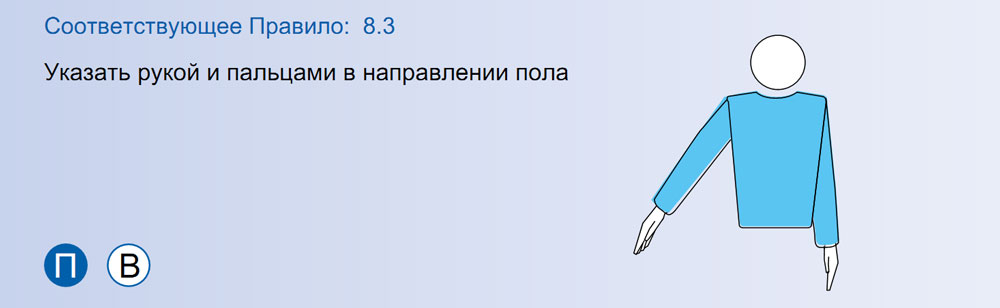 Соответствующее Правило:  8.3
Указать рукой и пальцами в направлении пола
П В